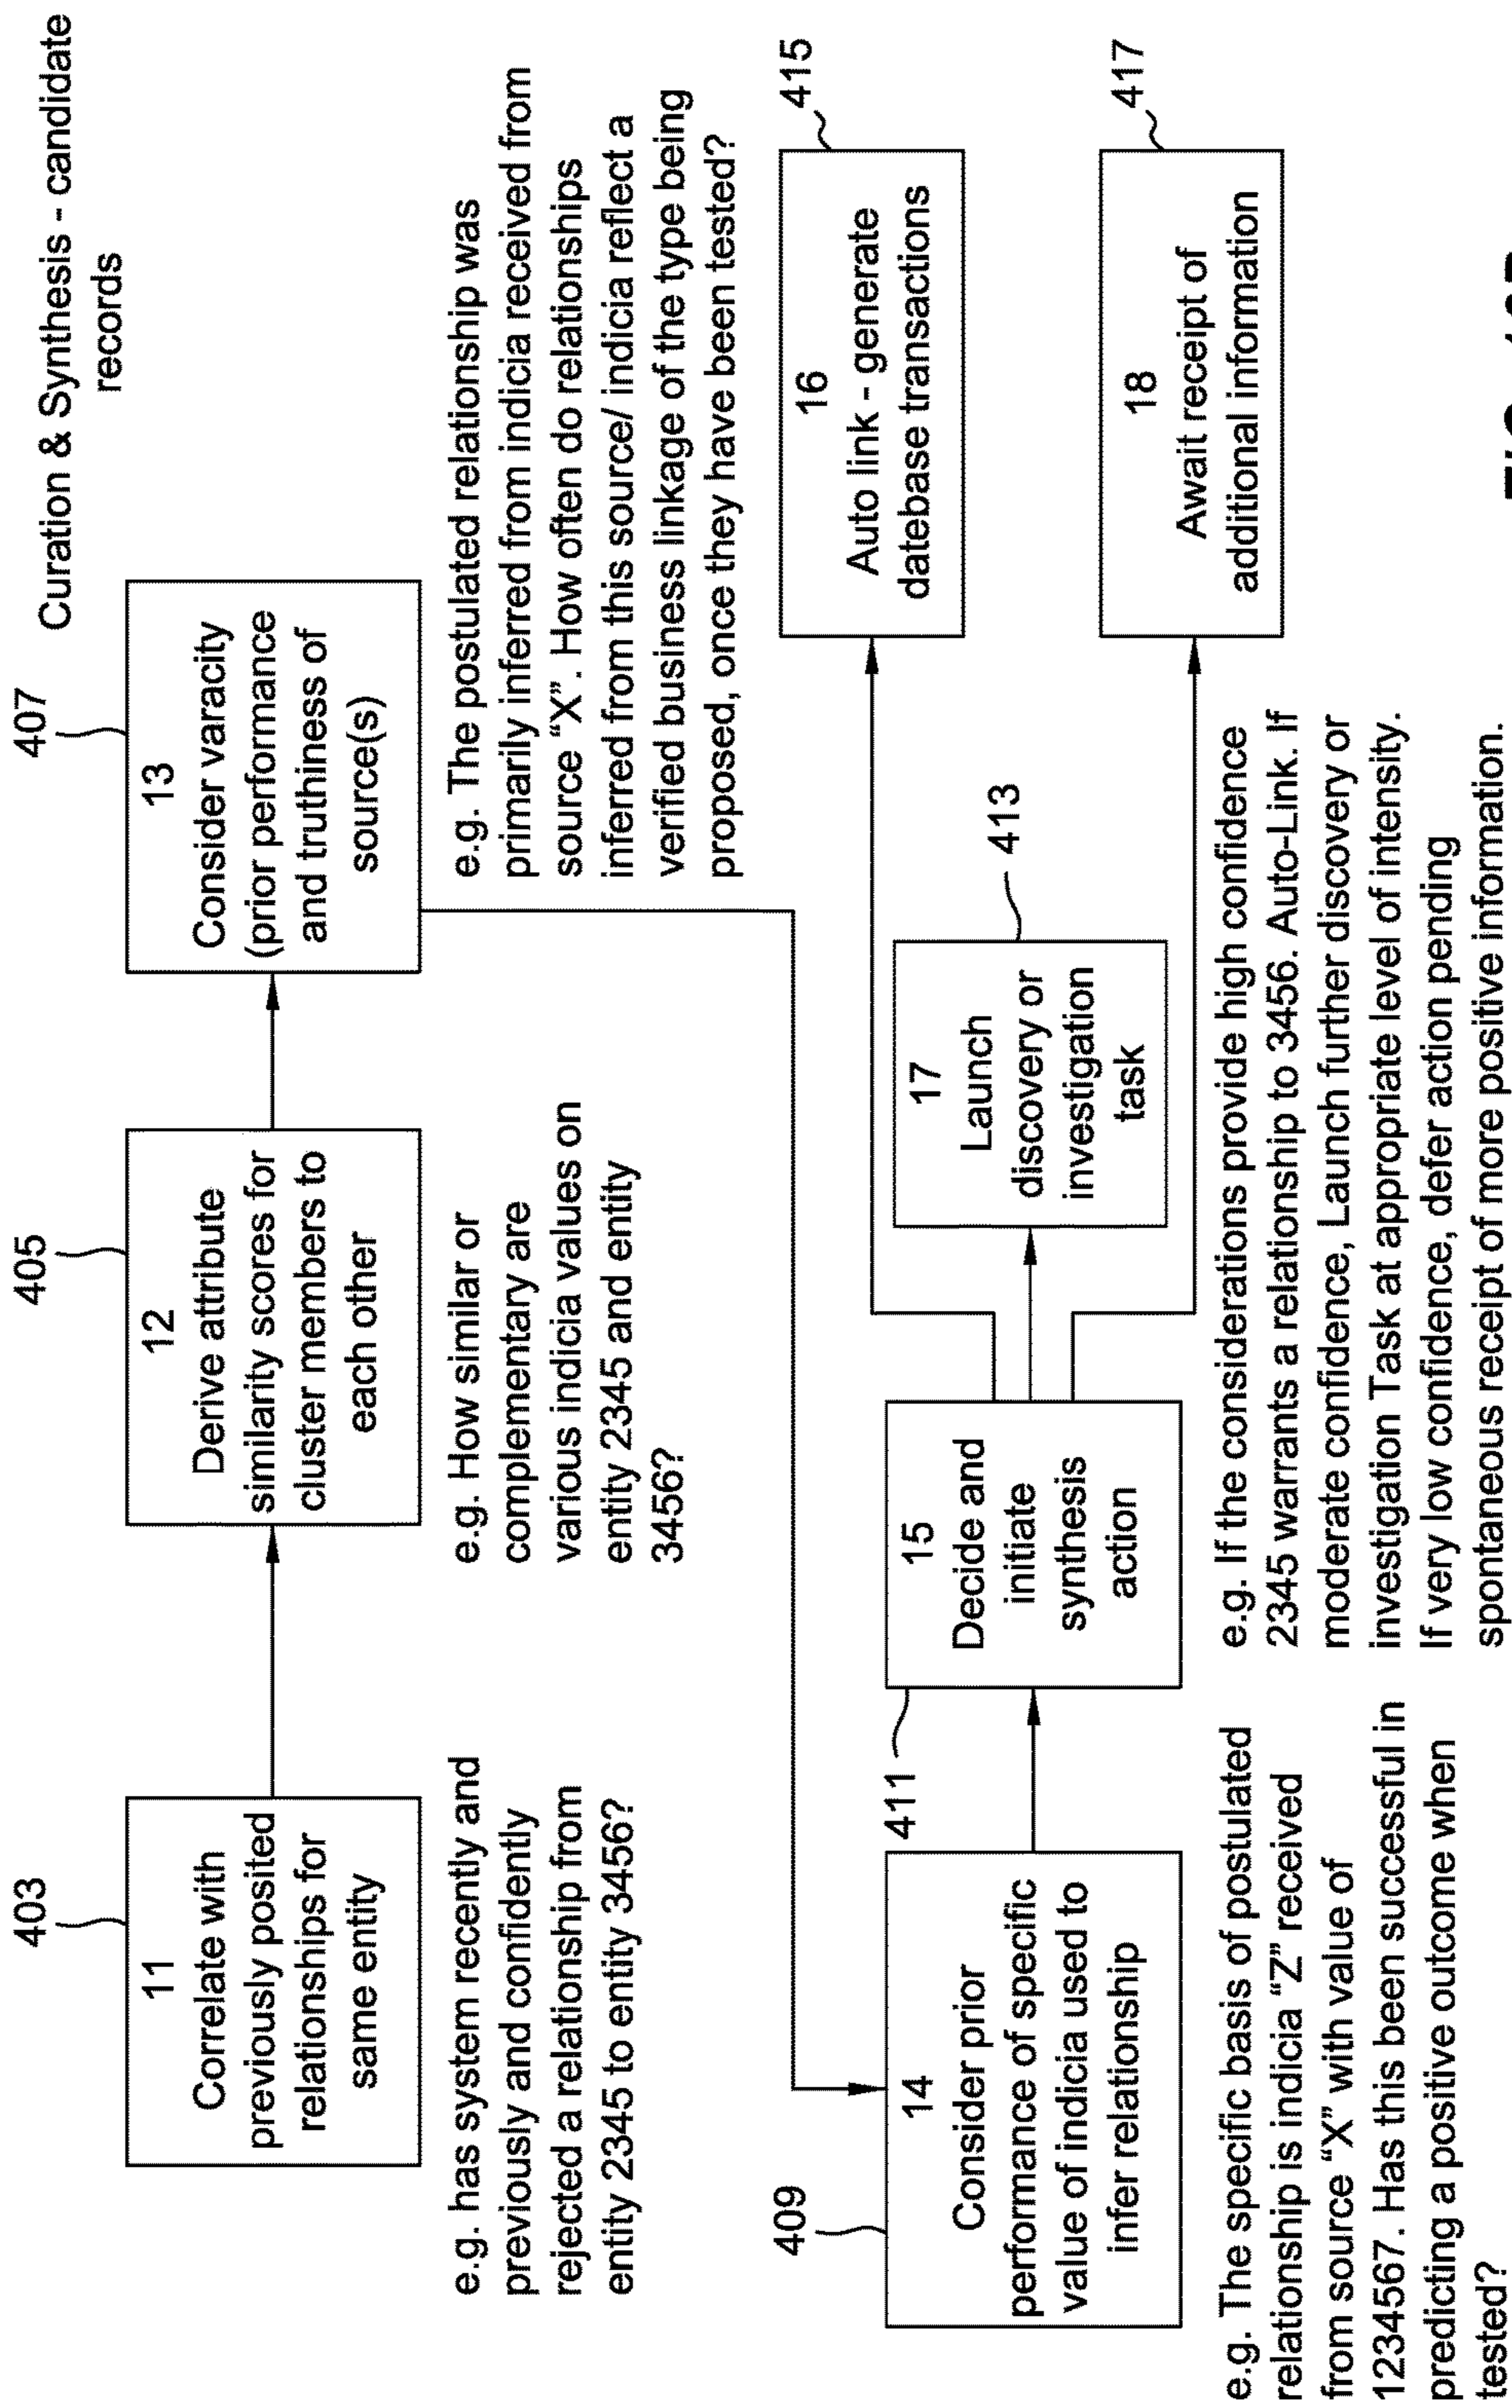 Curation & Synthesis - candidate
records
403
11
Correlate with
previously posited
relationships for
same entity
e.g. has system recently and
previously and confidently
rejected a relationship from
entity 2345 to entity 3456?
405
12
Derive attribute
similarity scores for
cluster members to
each other
e.g. How similar or
complementary are
various indicia values on
entity 2345 and entity
3456?
407
13
Consider varacity
(prior performance
and truthiness of
source(s)
e.g. The postulated relationship was
primarily inferred from indicia received from
source “X”. How often do relationships
inferred from this source/ indicia reflect a
verified business linkage of the type being
proposed, once they have been tested?
409
14
Consider prior
performance of specific
value of indicia used to
infer relationship
e.g. The specific basis of postulated
relationship is indicia “Z” received
from source “X” with value of
1234567. Has this been successful in
predicting a positive outcome when
tested?
411
15
Decide and
initiate
synthesis
action
e.g. If the considerations provide high confidence
2345 warrants a relationship to 3456. Auto-Link. If
moderate confidence, Launch further discovery or
investigation Task at appropriate level of intensity.
If very low confidence, defer action pending
spontaneous receipt of more positive information.
17
Launch
discovery or
investigation
task
413
16
Auto link - generate
datebase transactions
415
18
Await receipt of
additional information
417